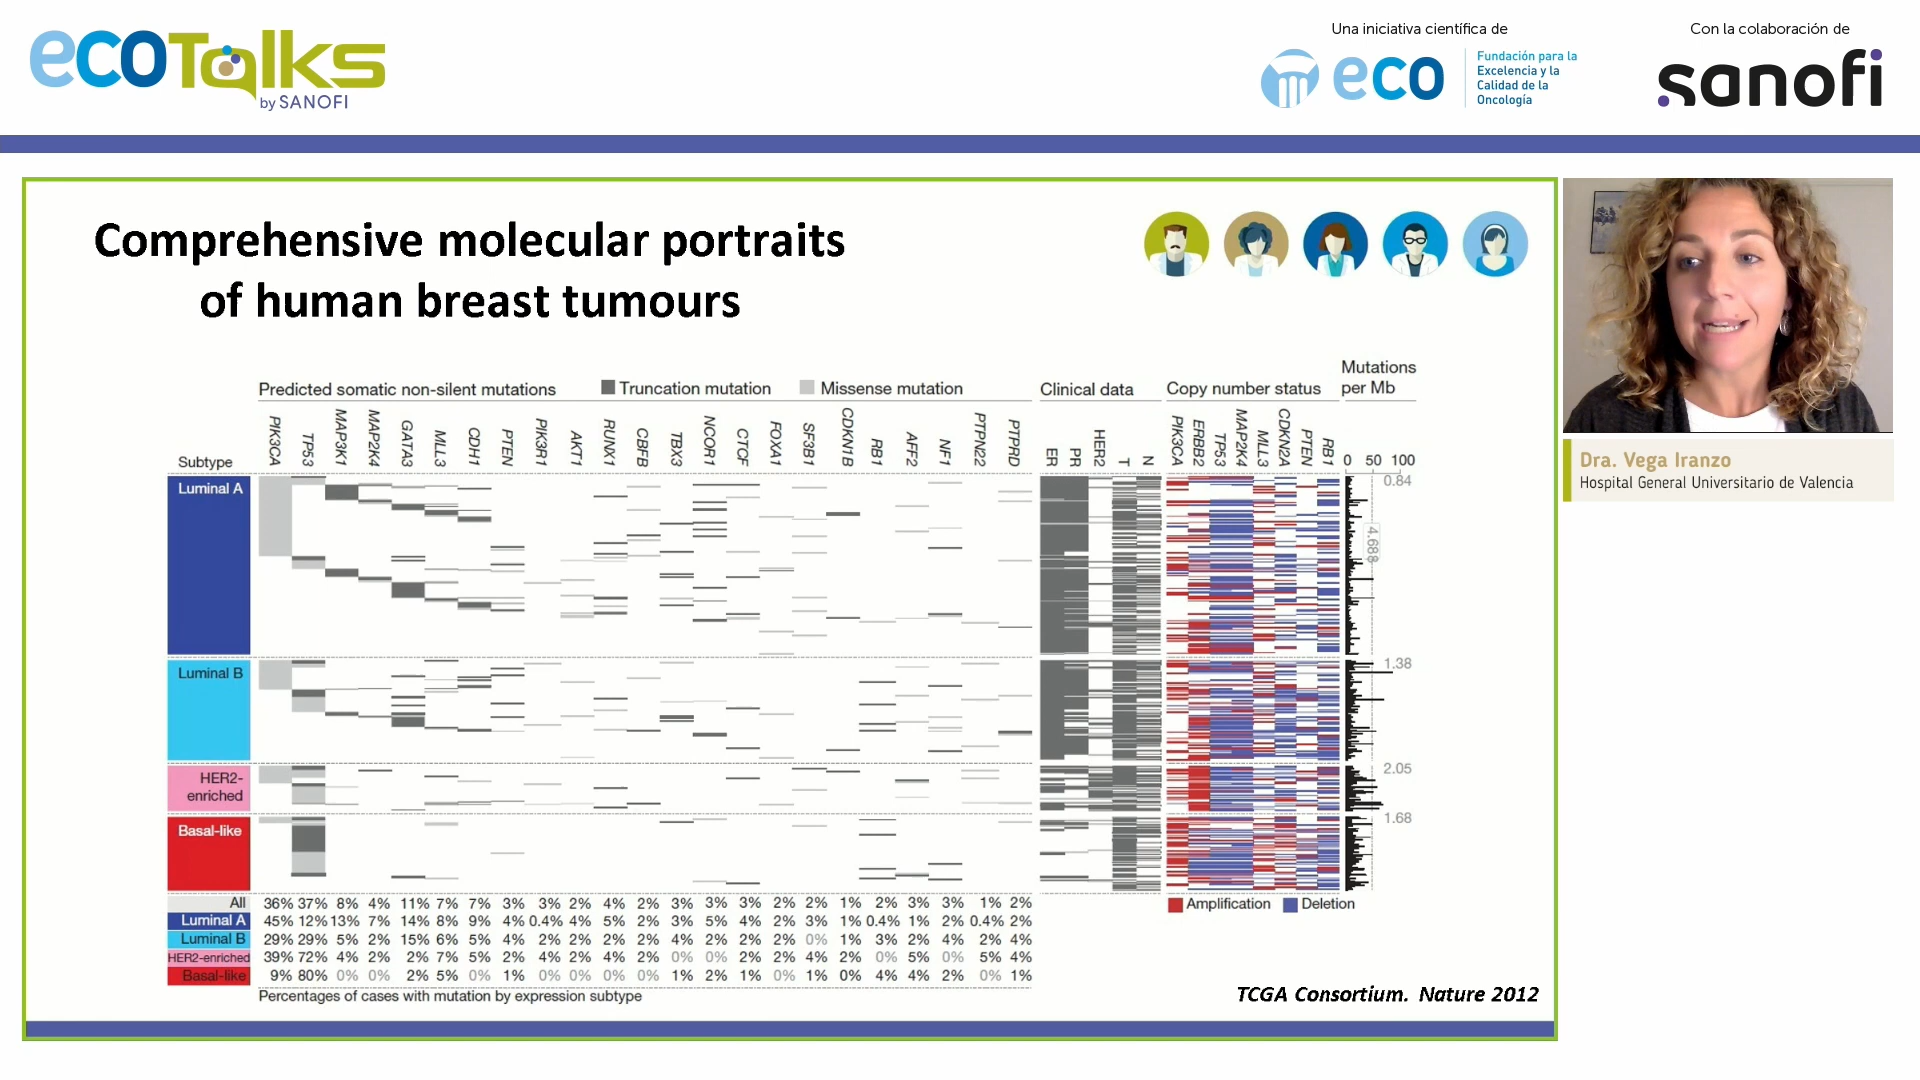 ecoTalks
by SANOFI
Una iniciativa científica de
eco
Fundación para la
Excelencia y la
Calidad de la
Oncología
Con la colaboración de
sanofi
Comprehensive molecular portraits
of human breast tumours
Predicted somatic non-silent mutations Truncation mutation Missense mutation Clinical data Copy number status Mutations per Mb
Subtype PIK3CA TP53 MAP3K1 MAP2K4 GATA3 MLL3 CDH1 PTEN PIK3R1 AKT1 RUNX1 CBFB TBX3 NCOR1 CTCF FOXA1 SF3B1 CDKN1B RB1 AFF2 NF1 PTPN22 PTPRD ER PR HER2 T N PIK3CA ERBB2 TP53 MAP2K4 MLL3 CDKN2A PTEN RB1 0 50 100
Luminal A 0.84
4.688
Luminal B 1.38
HER2-
enriched 2.05
Basal-like 1.68
All 36% 37% 8% 4% 11% 7% 7% 3% 3% 2% 4% 2% 3% 3% 3% 2% 2% 1% 2% 3% 3% 1% 2%
Luminal A 45% 12% 13% 7% 14% 8% 9% 4% 0.4% 4% 5% 2% 3% 5% 4% 2% 3% 1% 0.4% 1% 2% 0.4% 2%
Luminal B 29% 29% 5% 2% 15% 6% 5% 4% 2% 2% 2% 2% 4% 2% 2% 2% 0% 1% 3% 2% 4% 2% 4%
HER2-enriched 39% 72% 4% 2% 2% 7% 5% 2% 4% 2% 4% 2% 0% 0% 2% 2% 4% 2% 0% 5% 0% 5% 4%
Basal-like 9% 80% 0% 0% 2% 5% 0% 1% 0% 0% 0% 0% 1% 2% 1% 0% 1% 0% 4% 4% 2% 0% 1%
Percentages of cases with mutation by expression subtype
Amplification Deletion
TCGA Consortium. Nature 2012
Dra. Vega Iranzo
Hospital General Universitario de Valencia